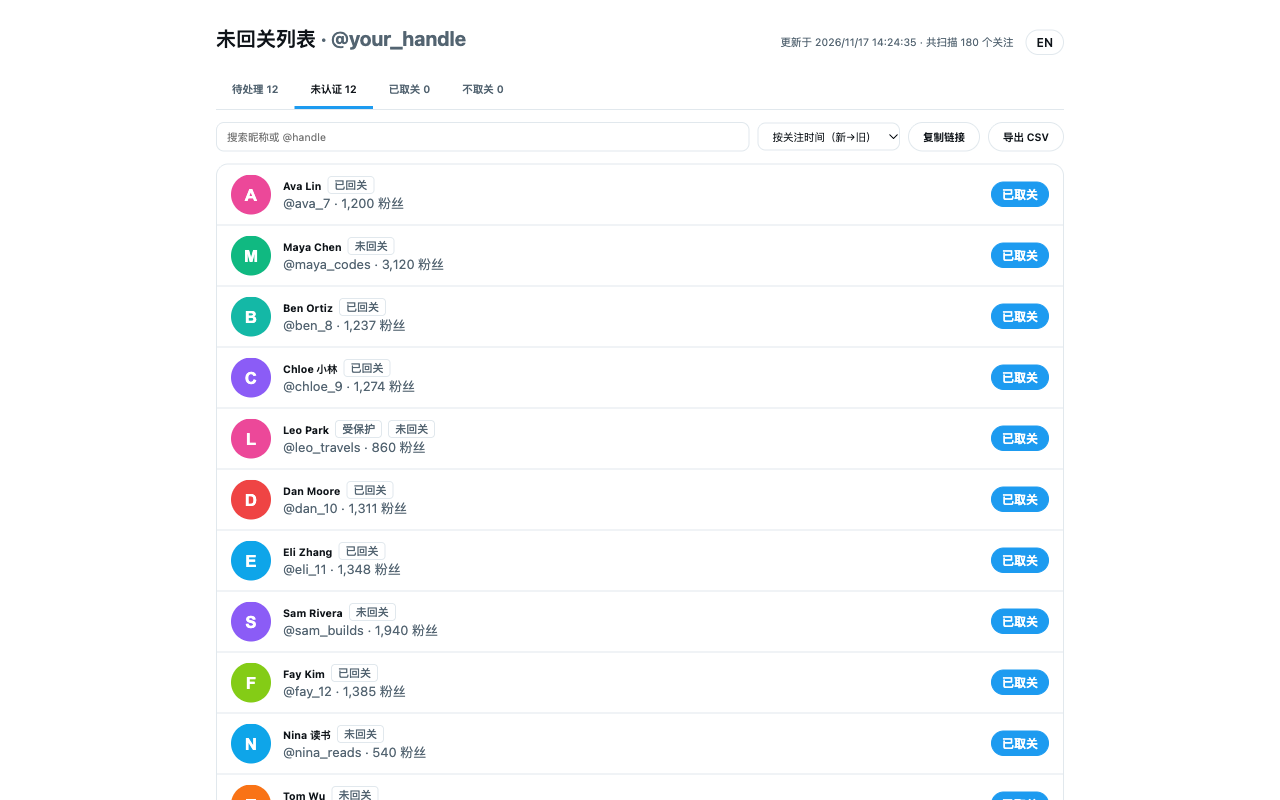 未回关列表 · @your_handle
更新于 2026/11/17 14:24:35 · 共扫描 180 个关注
EN
待处理 12
未认证 12
已取关 0
不取关 0
搜索昵称或 @handle
按关注时间（新→旧）
复制链接
导出 CSV
A
Ava Lin 已回关
@ava_7 · 1,200 粉丝
已取关
M
Maya Chen 未回关
@maya_codes · 3,120 粉丝
已取关
B
Ben Ortiz 已回关
@ben_8 · 1,237 粉丝
已取关
C
Chloe 小林 已回关
@chloe_9 · 1,274 粉丝
已取关
L
Leo Park 受保护 未回关
@leo_travels · 860 粉丝
已取关
D
Dan Moore 已回关
@dan_10 · 1,311 粉丝
已取关
E
Eli Zhang 已回关
@eli_11 · 1,348 粉丝
已取关
S
Sam Rivera 未回关
@sam_builds · 1,940 粉丝
已取关
F
Fay Kim 已回关
@fay_12 · 1,385 粉丝
已取关
N
Nina 读书 未回关
@nina_reads · 540 粉丝
已取关
Tom Wu 未回关